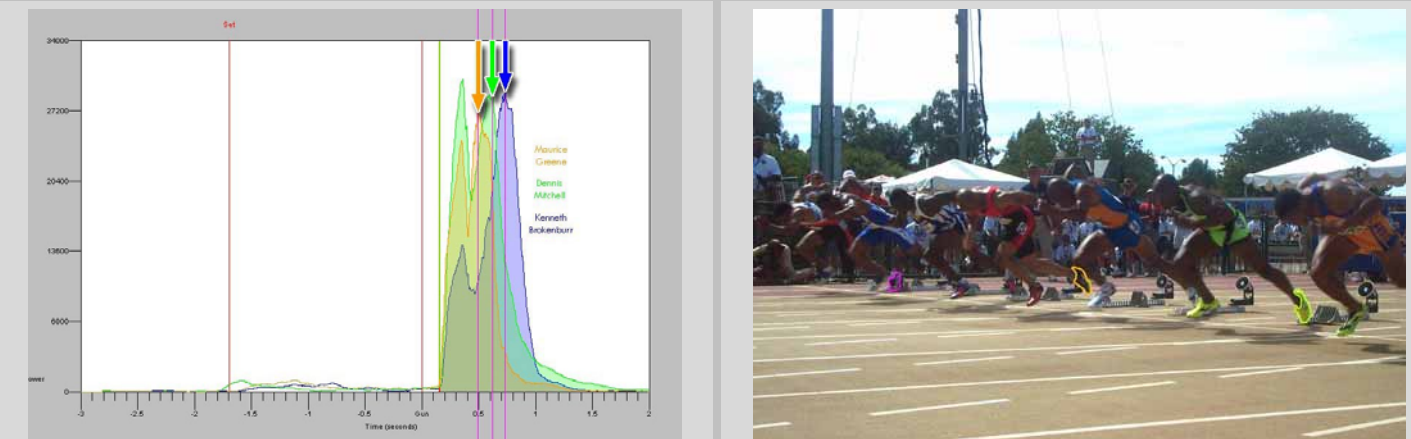 Set
34000
27200
20400
13600
6800
0
Maurice
Greene
Dennis
Mitchell
Kenneth
Brokenburr
-3
-2.5
-2
-1.5
-1
-0.5
Gun
0.5
1
1.5
2
Time (seconds)